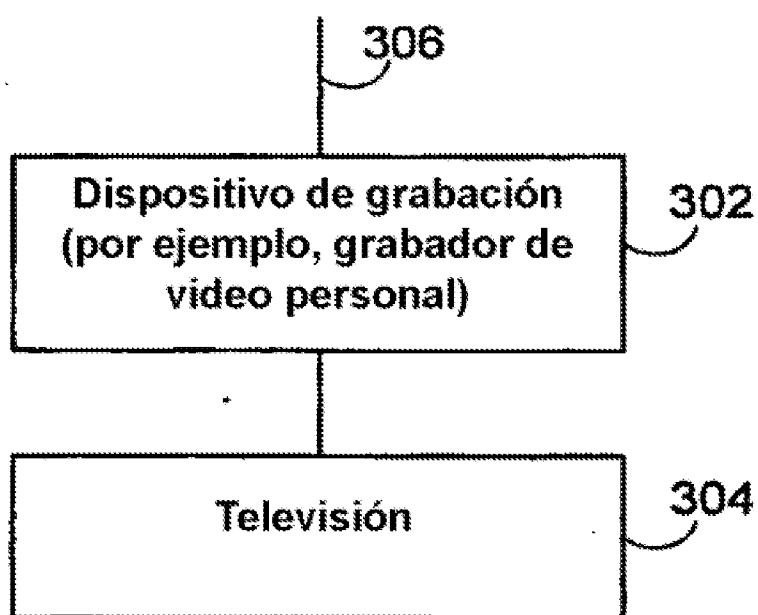 306
Dispositivo de grabación
(por ejemplo, grabador de
video personal)
302
Televisión
304